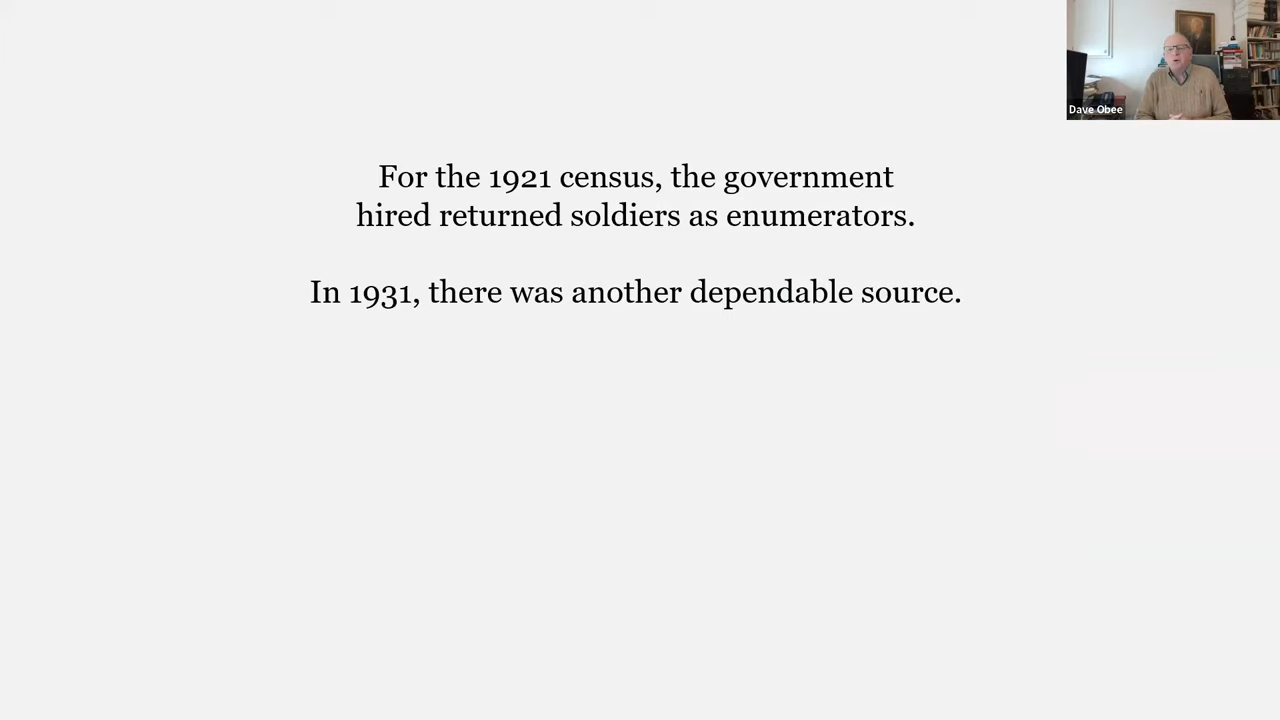 Dave Obee
For the 1921 census, the government
hired returned soldiers as enumerators.
In 1931, there was another dependable source.